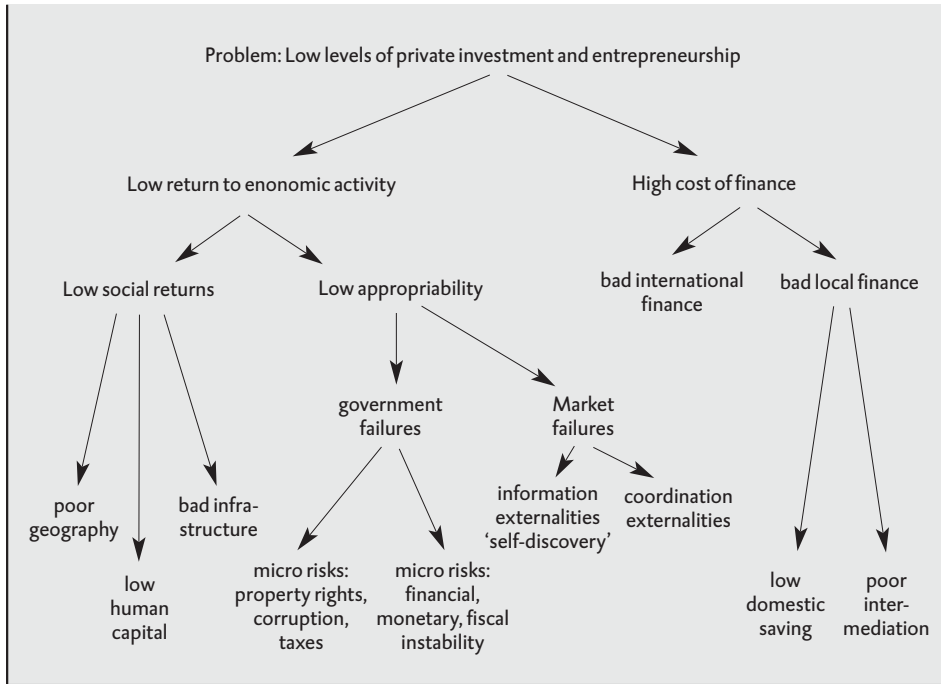 Problem: Low levels of private investment and entrepreneurship
Low return to enonomic activity
High cost of finance
Low social returns
Low appropriability
bad international
finance
bad local finance
government
failures
Market
failures
poor
geography
low
human
capital
bad infra-
structure
micro risks:
property rights,
corruption,
taxes
micro risks:
financial,
monetary, fiscal
instability
information
externalities
‘self-discovery’
coordination
externalities
low
domestic
saving
poor
inter-
mediation